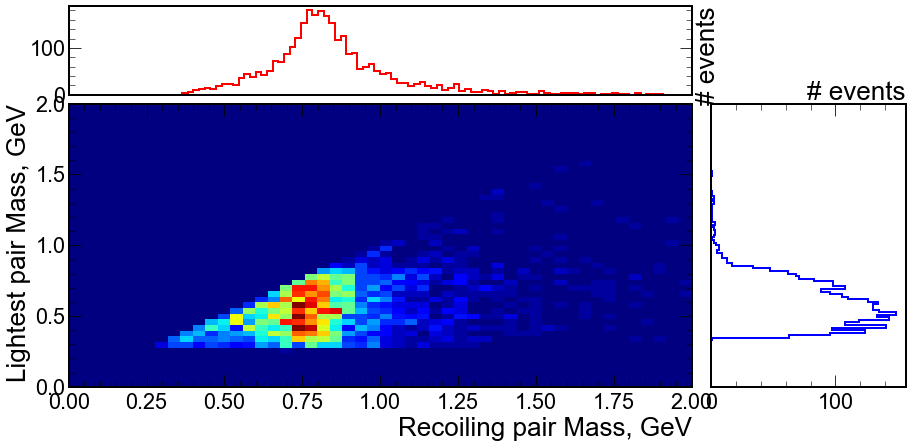 100
0
# events
# events
2.0
1.5
1.0
0.5
0.0
Lightest pair Mass, GeV
0.00 0.25 0.50 0.75 1.00 1.25 1.50 1.75 2.00
Recoiling pair Mass, GeV
0 100